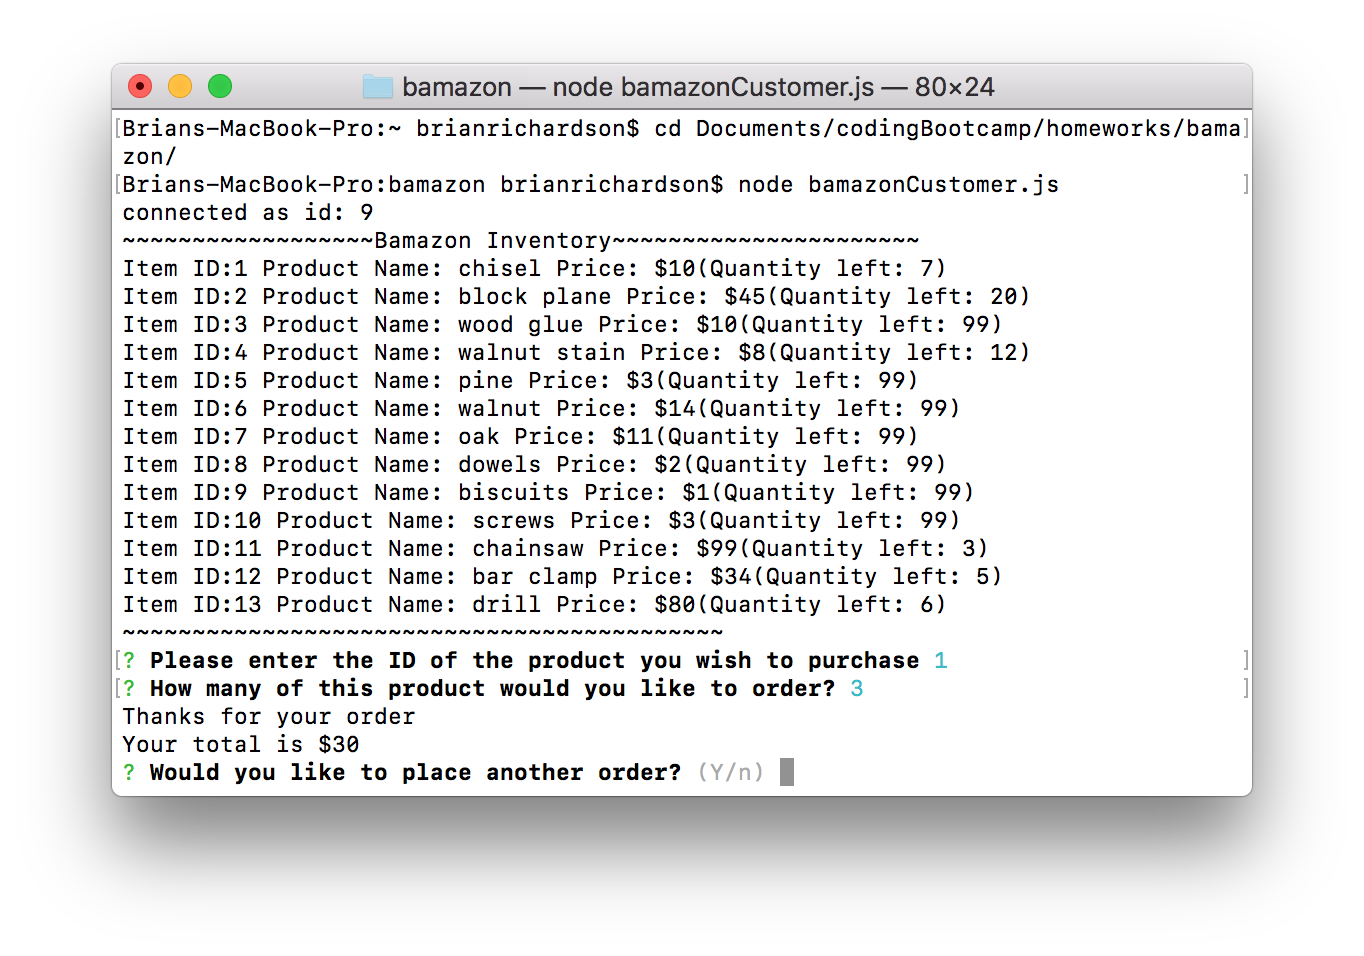 bamazon — node bamazonCustomer.js — 80×24
[Brians-MacBook-Pro:~ brianrichardson$ cd Documents/codingBootcamp/homeworks/bama]
zon/
[Brians-MacBook-Pro:bamazon brianrichardson$ node bamazonCustomer.js ]
connected as id: 9
~~~~~~~~~~~~~~~~~~Bamazon Inventory~~~~~~~~~~~~~~~~~~~~~~
Item ID:1 Product Name: chisel Price: $10(Quantity left: 7)
Item ID:2 Product Name: block plane Price: $45(Quantity left: 20)
Item ID:3 Product Name: wood glue Price: $10(Quantity left: 99)
Item ID:4 Product Name: walnut stain Price: $8(Quantity left: 12)
Item ID:5 Product Name: pine Price: $3(Quantity left: 99)
Item ID:6 Product Name: walnut Price: $14(Quantity left: 99)
Item ID:7 Product Name: oak Price: $11(Quantity left: 99)
Item ID:8 Product Name: dowels Price: $2(Quantity left: 99)
Item ID:9 Product Name: biscuits Price: $1(Quantity left: 99)
Item ID:10 Product Name: screws Price: $3(Quantity left: 99)
Item ID:11 Product Name: chainsaw Price: $99(Quantity left: 3)
Item ID:12 Product Name: bar clamp Price: $34(Quantity left: 5)
Item ID:13 Product Name: drill Price: $80(Quantity left: 6)
~~~~~~~~~~~~~~~~~~~~~~~~~~~~~~~~~~~~~~~~~~~
[? Please enter the ID of the product you wish to purchase 1 ]
[? How many of this product would you like to order? 3 ]
Thanks for your order
Your total is $30
? Would you like to place another order? (Y/n)